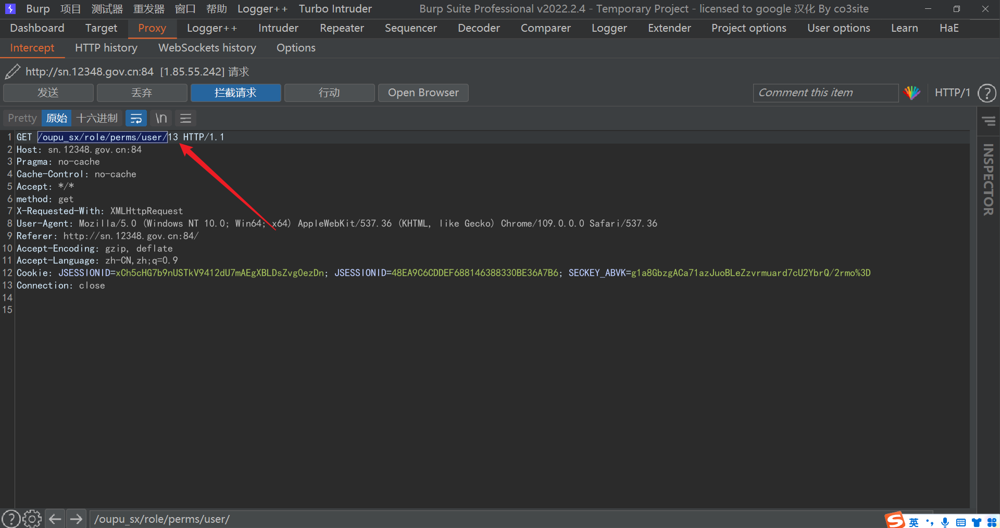 Burp 项目 测试器 重发器 窗口 帮助 Logger++ Turbo Intruder Burp Suite Professional v2022.2.4 - Temporary Project - licensed to google 汉化 By co3site
Dashboard Target Proxy Logger++ Intruder Repeater Sequencer Decoder Comparer Logger Extender Project options User options Learn HaE
Intercept HTTP history WebSockets history Options
http://sn.12348.gov.cn:84 [1.85.55.242] 请求
发送 丢弃 拦截请求 行动 Open Browser Comment this item HTTP/1 ?
Pretty 原始 十六进制 \n
1 GET /oupu_sx/role/perms/user/13 HTTP/1.1
2 Host: sn.12348.gov.cn:84
3 Pragma: no-cache
4 Cache-Control: no-cache
5 Accept: */*
6 method: get
7 X-Requested-With: XMLHttpRequest
8 User-Agent: Mozilla/5.0 (Windows NT 10.0; Win64; x64) AppleWebKit/537.36 (KHTML, like Gecko) Chrome/109.0.0.0 Safari/537.36
9 Referer: http://sn.12348.gov.cn:84/
10 Accept-Encoding: gzip, deflate
11 Accept-Language: zh-CN,zh;q=0.9
12 Cookie: JSESSIONID=xCh5cHG7b9nUSTkV9412dU7mAEgXBLDsZvgOezDn; JSESSIONID=48EA9C6CDDEF688146388330BE36A7B6; SECKEY_ABVK=g1a8GbzgACa71azJuoBLeZzvrmuard7cU2YbrQ/2rmo%3D
13 Connection: close
14
15
INSPECTOR
? /oupu_sx/role/perms/user/
S 英